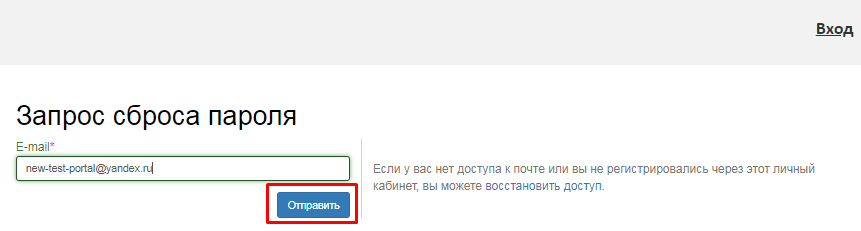 Вход
Запрос сброса пароля
E-mail*
new-test-portal@yandex.ru
Если у вас нет доступа к почте или вы не регистрировались через этот личный
кабинет, вы можете восстановить доступ.
Отправить